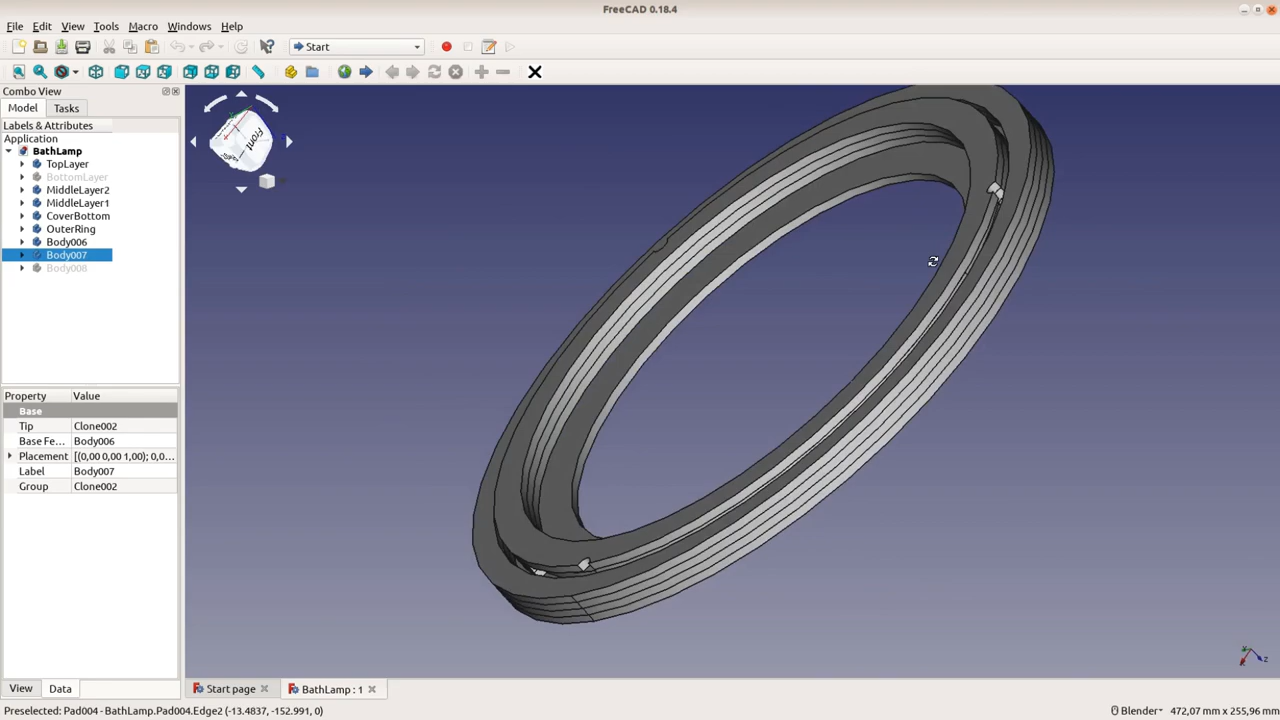 FreeCAD 0.18.4
File Edit View Tools Macro Windows Help
Start
Combo View
Model Tasks
Labels & Attributes
Application
BathLamp
TopLayer
BottomLayer
MiddleLayer2
MiddleLayer1
CoverBottom
OuterRing
Body006
Body007
Body008
Front
Property Value
Base
Tip Clone002
Base Fe... Body006
Placement [(0,00 0,00 1,00); 0,0...
Label Body007
Group Clone002
View Data
Start page BathLamp : 1
Preselected: Pad004 - BathLamp.Pad004.Edge2 (-13.4837, -152.991, 0) Blender 472,07 mm x 255,96 mm